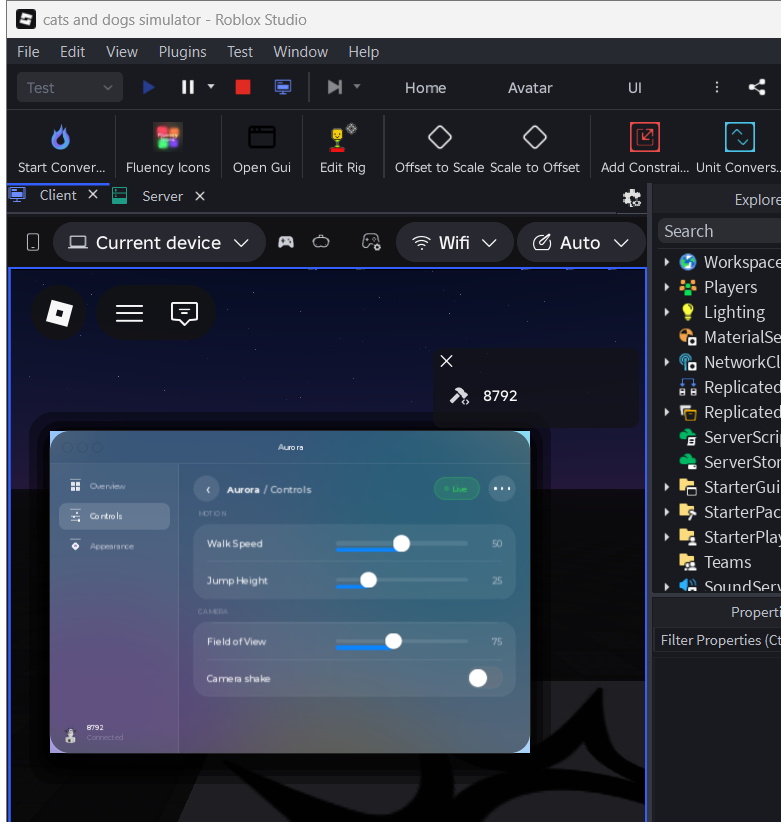 cats and dogs simulator - Roblox Studio
File Edit View Plugins Test Window Help
Test Home Avatar UI
Start Conver... Fluency Icons Open Gui Edit Rig Offset to Scale Scale to Offset Add Constrai... Unit Convers...
Client Server
Explore
Current device Wifi Auto
Search
Workspace
Players
Lighting
MaterialSe
NetworkCl
Replicated
Replicated
ServerScri
ServerStor
StarterGui
StarterPac
StarterPlay
Teams
SoundServ
8792
Aurora
Overview
Controls
Appearance
Aurora / Controls
Live
MOTION
Walk Speed 50
Jump Height 25
CAMERA
Field of View 75
Camera shake
8792
Connected
Properti
Filter Properties (Ct